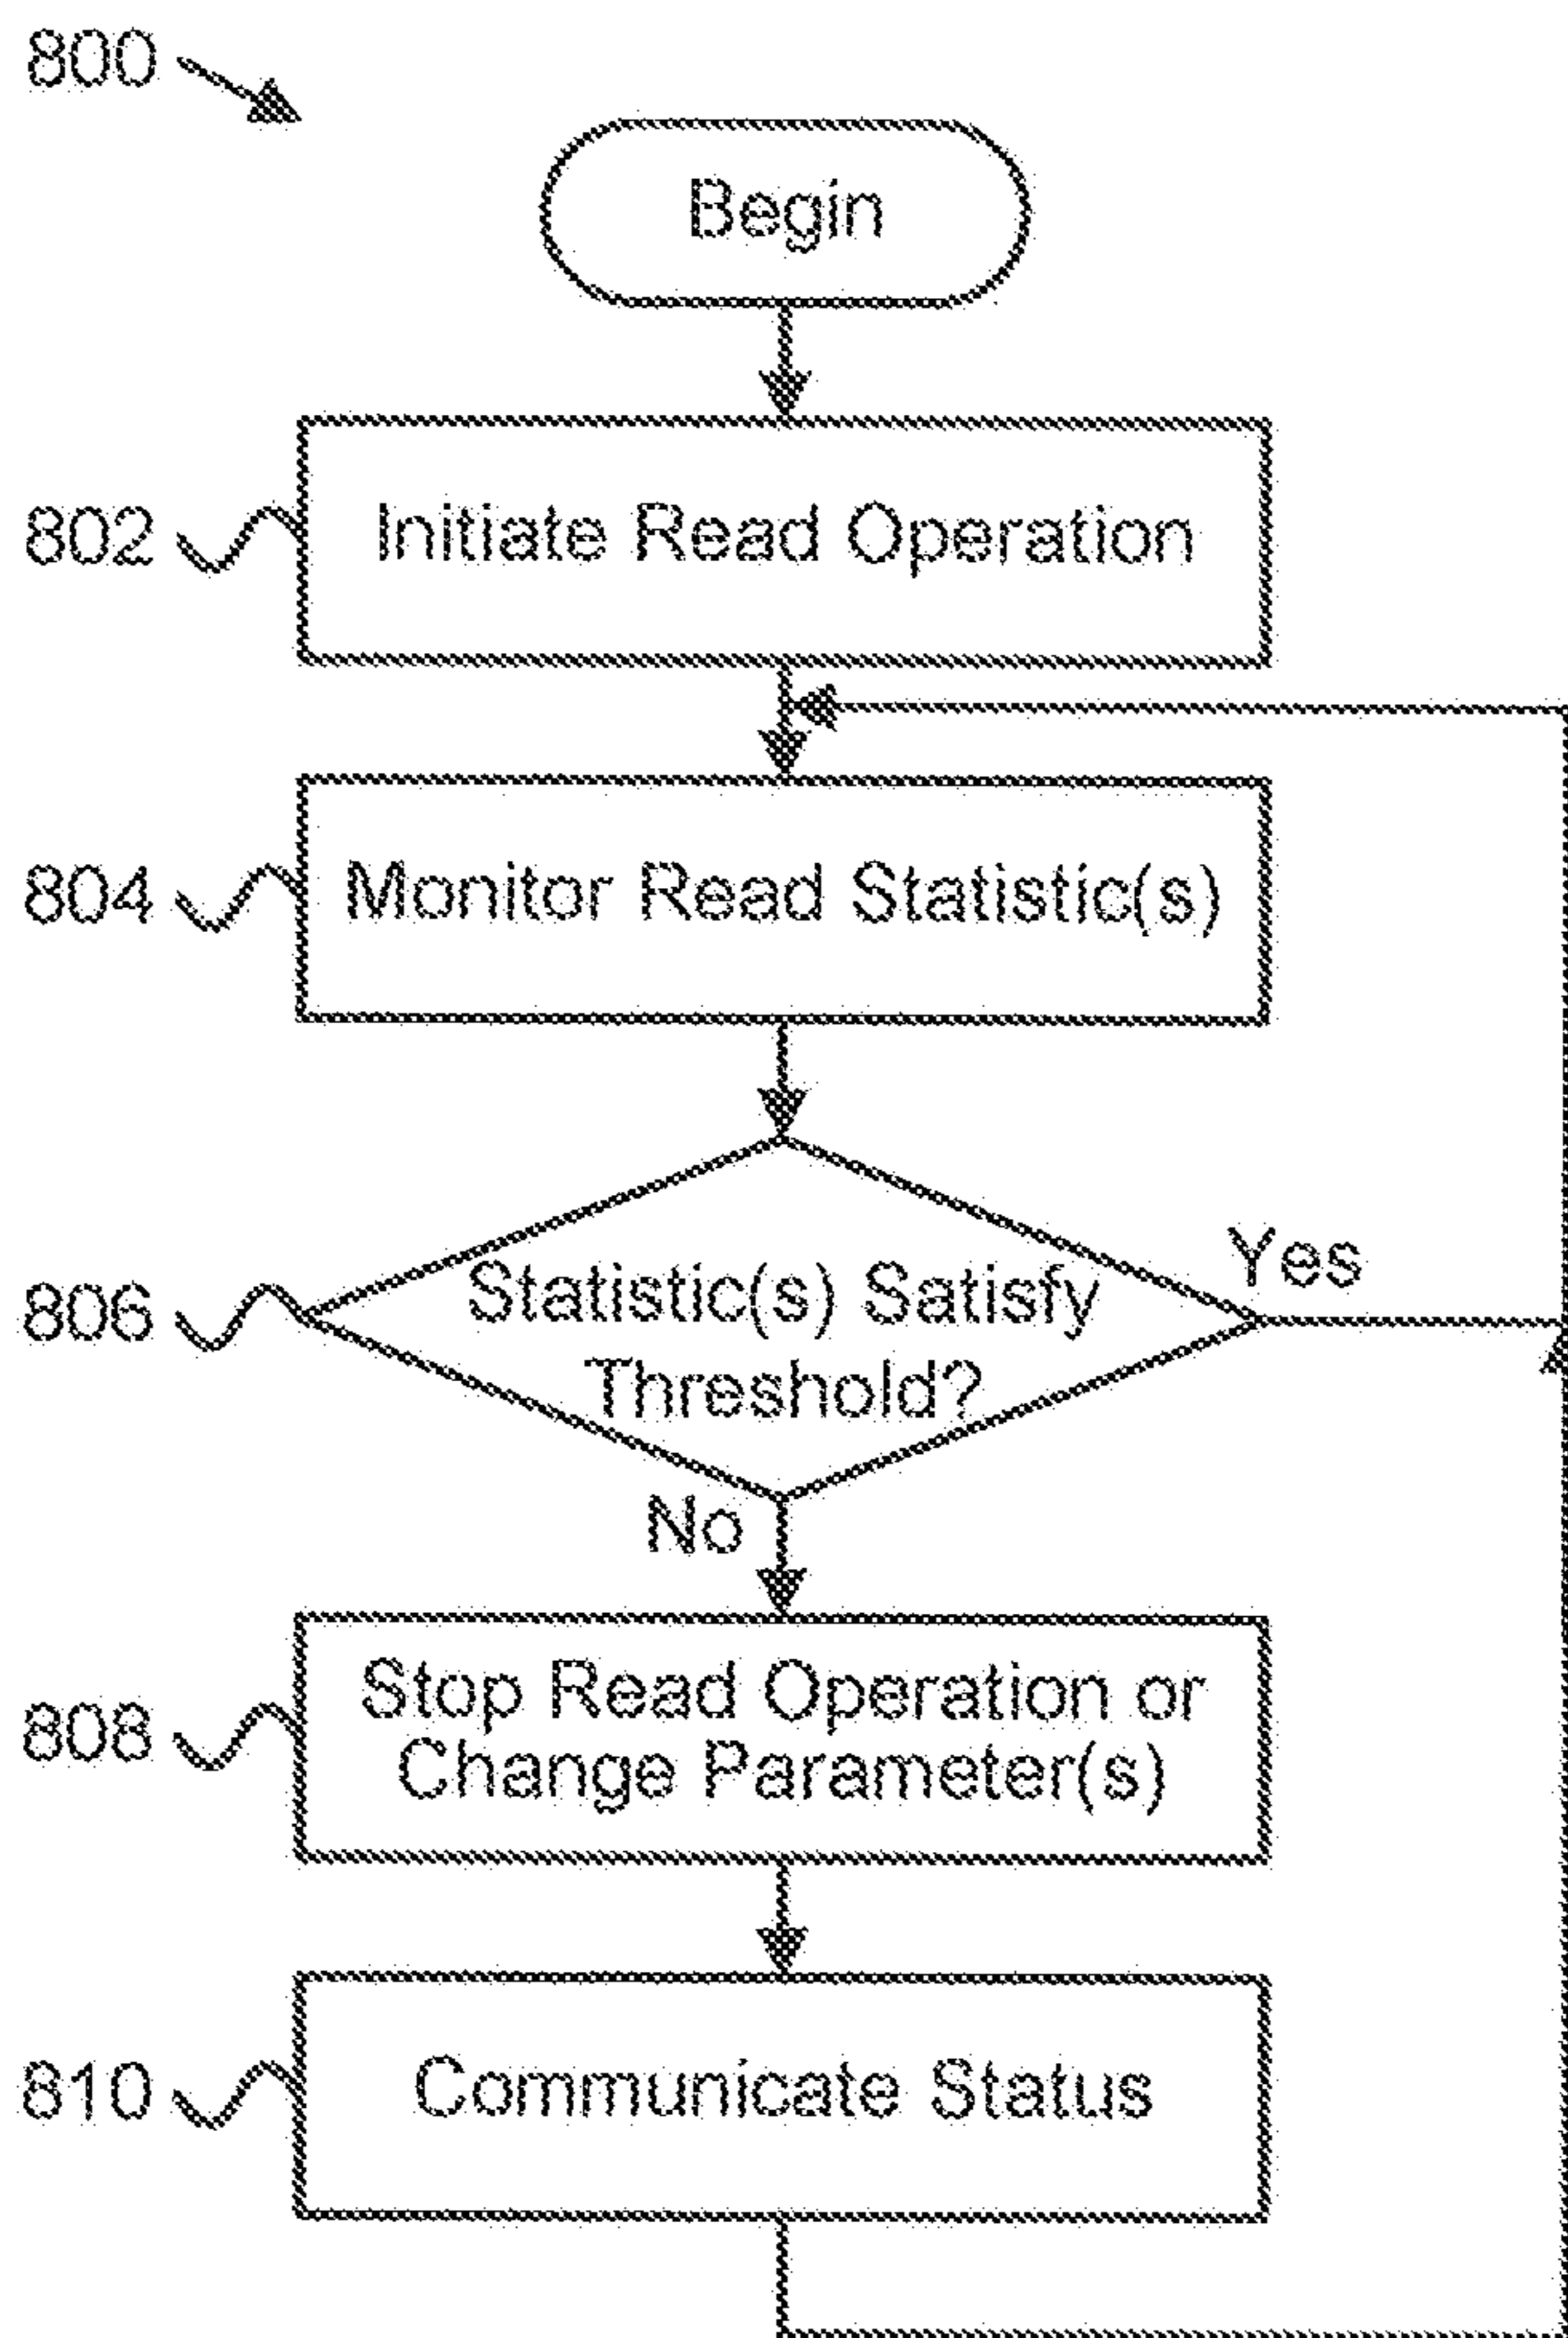 800
Begin
802
Initiate Read Operation
804
Monitor Read Statistic(s)
806
Statistic(s) Satisfy
Threshold?
Yes
No
808
Stop Read Operation or
Change Parameter(s)
810
Communicate Status